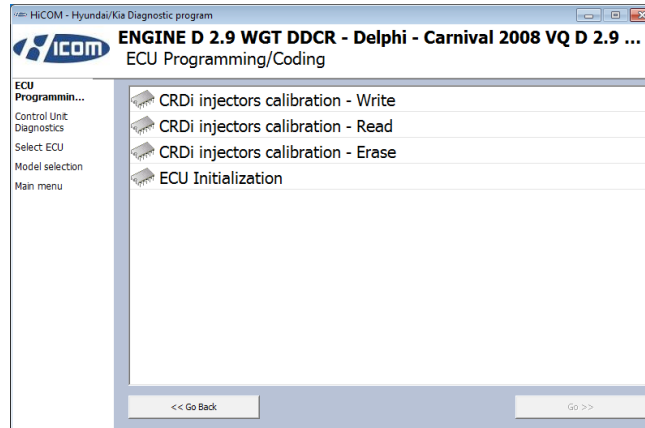 HiCOM - Hyundai/Kia Diagnostic program
Hicom
ENGINE D 2.9 WGT DDCR - Delphi - Carnival 2008 VQ D 2.9 ...
ECU Programming/Coding
ECU
Programmin...
Control Unit
Diagnostics
Select ECU
Model selection
Main menu
CRDi injectors calibration - Write
CRDi injectors calibration - Read
CRDi injectors calibration - Erase
ECU Initialization
<< Go Back
Go >>